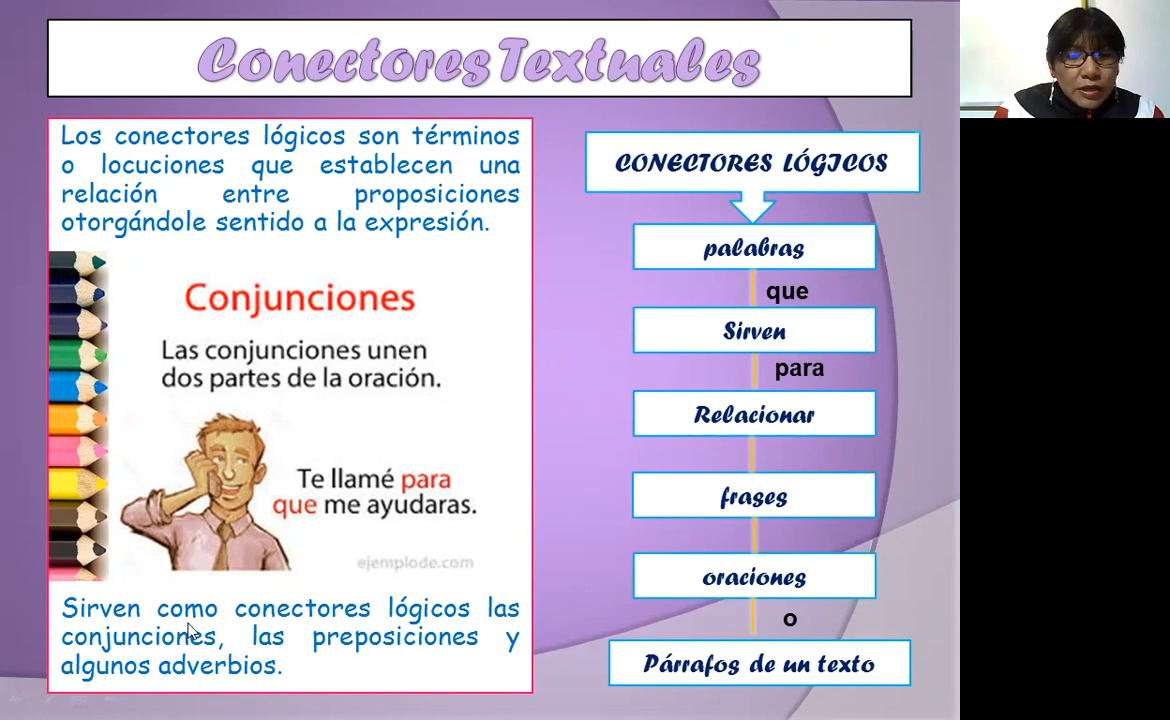 Conectores Textuales
Los conectores lógicos son términos
o locuciones que establecen una
relación entre proposiciones
otorgándole sentido a la expresión.
Conjunciones
Las conjunciones unen
dos partes de la oración.
Te llamé para
que me ayudaras.
ejemplode.com
Sirven como conectores lógicos las
conjunciones, las preposiciones y
algunos adverbios.
CONECTORES LÓGICOS
palabras
que
Sirven
para
Relacionar
frases
oraciones
o
Párrafos de un texto